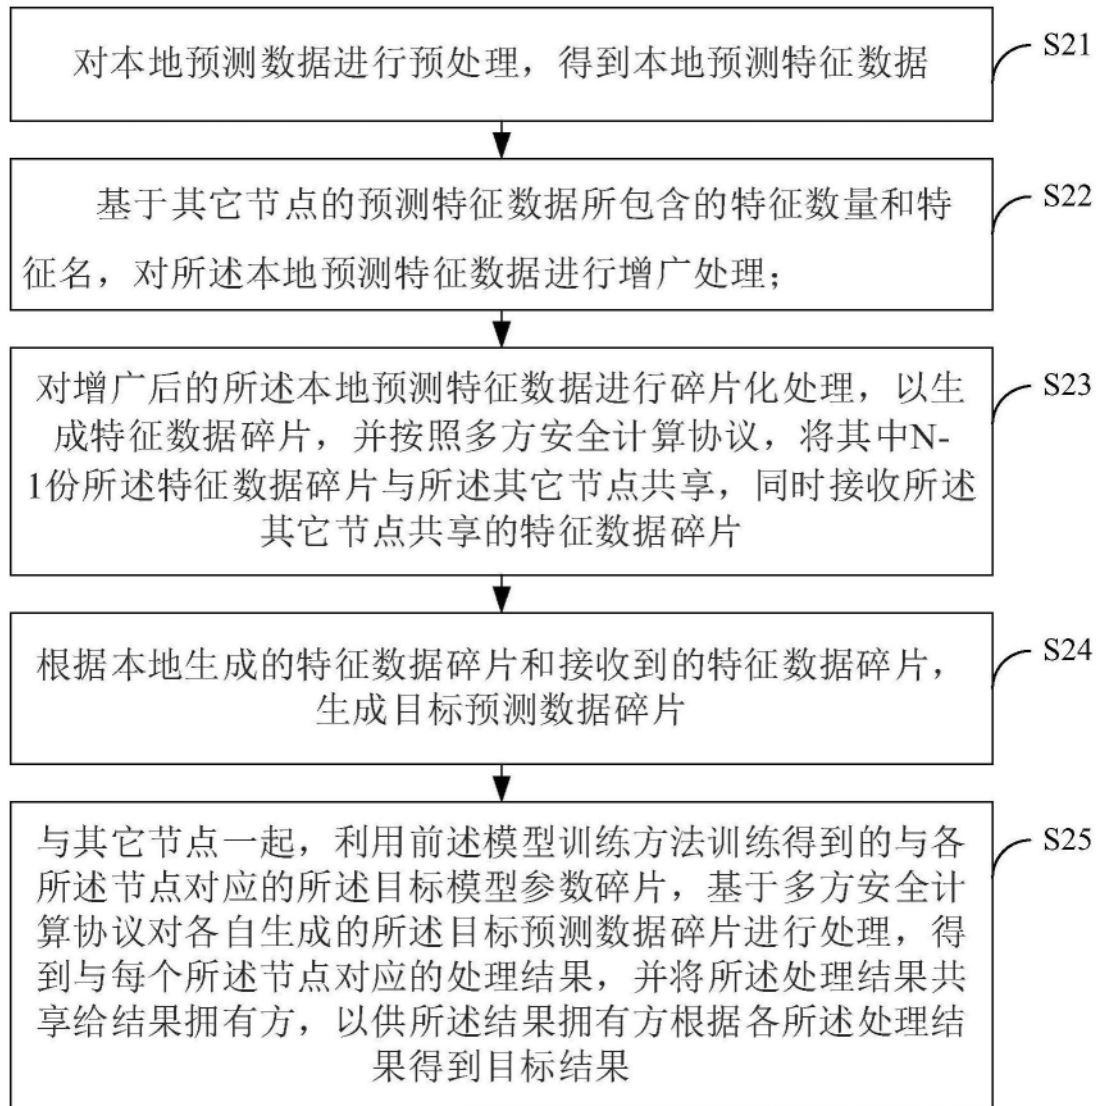 对本地预测数据进行预处理，得到本地预测特征数据
S21
基于其它节点的预测特征数据所包含的特征数量和特
征名，对所述本地预测特征数据进行增广处理；
S22
对增广后的所述本地预测特征数据进行碎片化处理，以生
成特征数据碎片，并按照多方安全计算协议，将其中N-
1份所述特征数据碎片与所述其它节点共享，同时接收所述
其它节点共享的特征数据碎片
S23
根据本地生成的特征数据碎片和接收到的特征数据碎片，
生成目标预测数据碎片
S24
与其它节点一起，利用前述模型训练方法训练得到的与各
所述节点对应的所述目标模型参数碎片，基于多方安全计
算协议对各自生成的所述目标预测数据碎片进行处理，得
到与每个所述节点对应的处理结果，并将所述处理结果共
享给结果拥有方，以供所述结果拥有方根据各所述处理结
果得到目标结果
S25